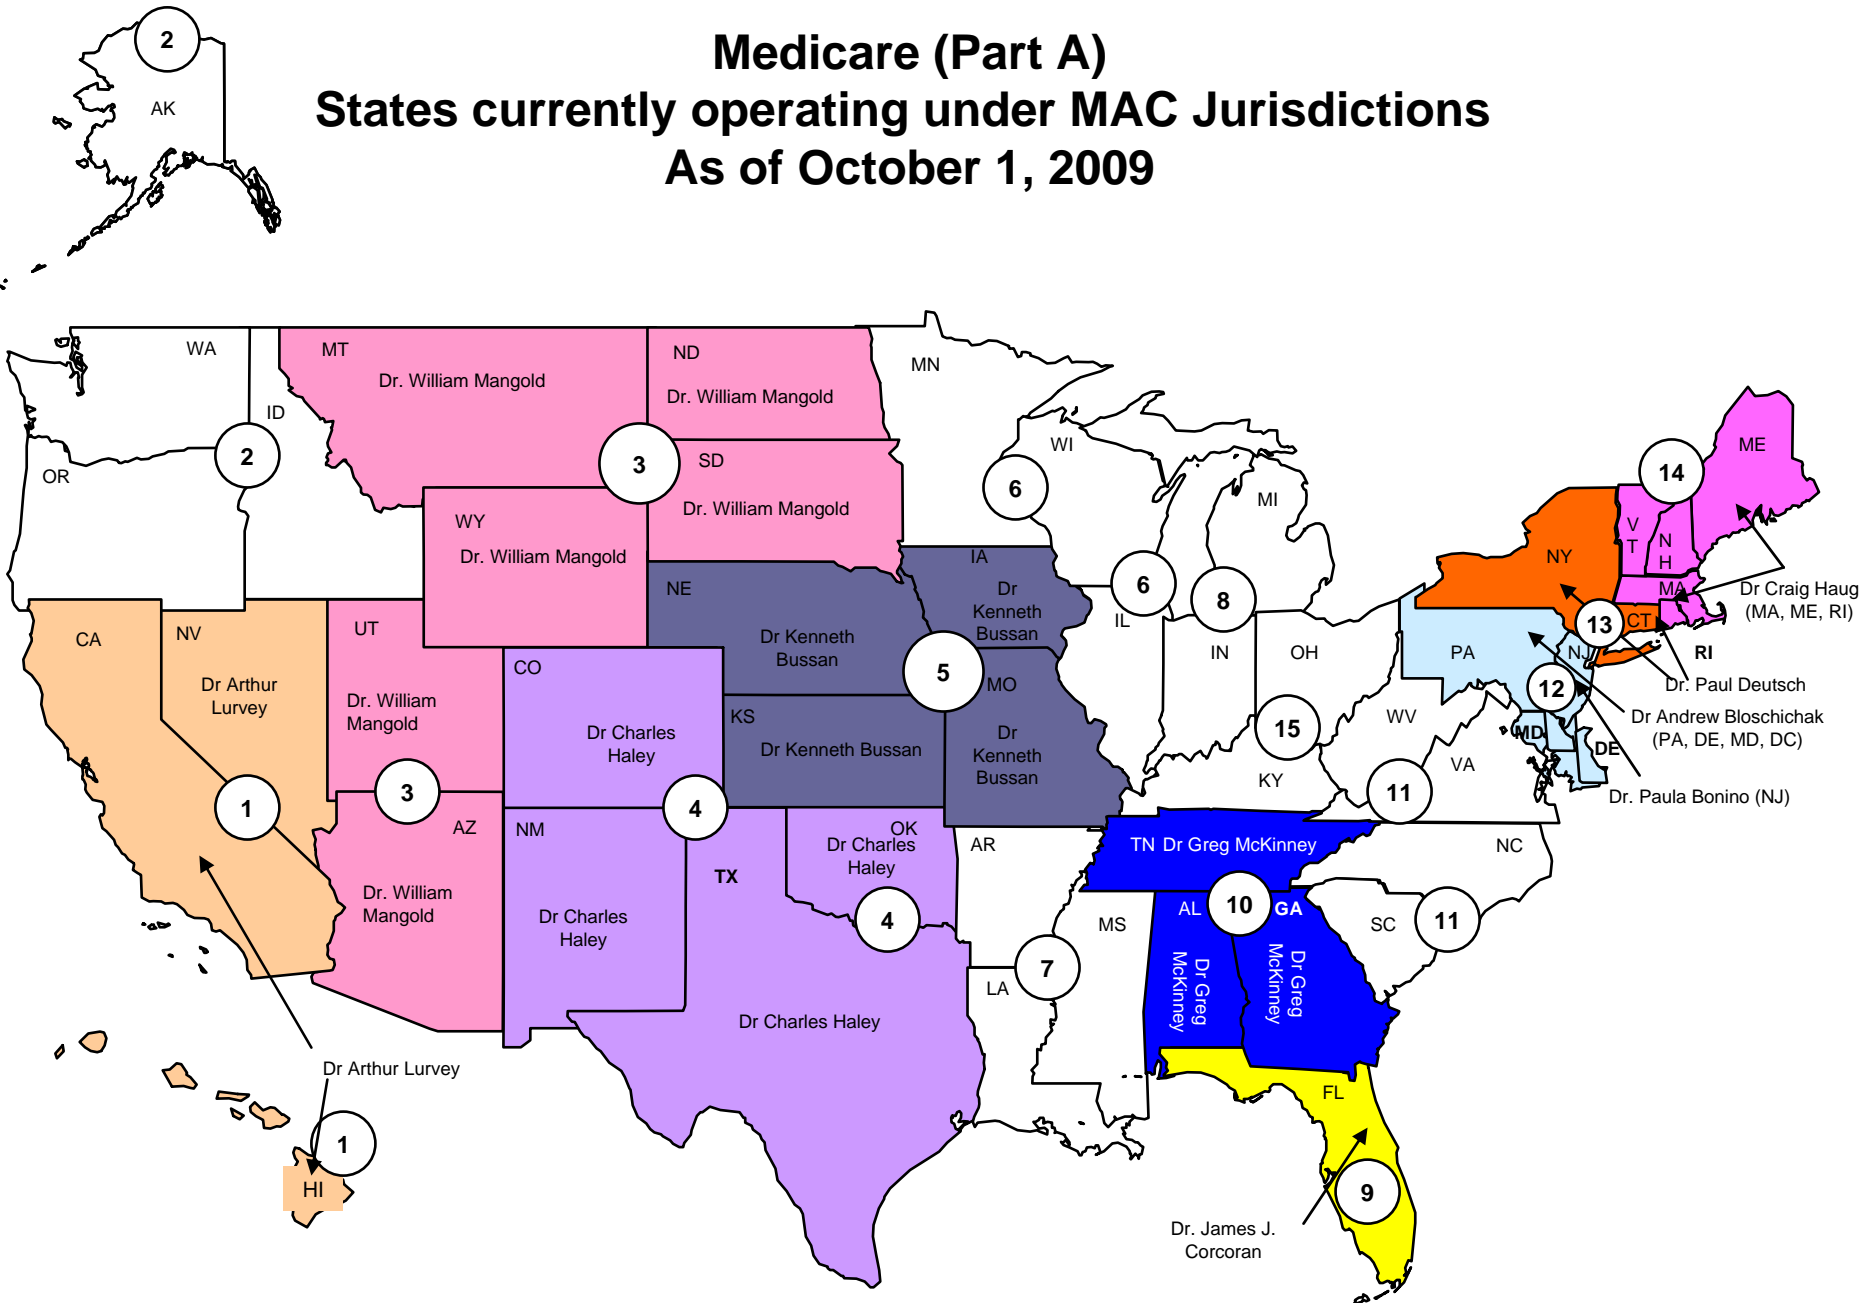 2
Medicare (Part A)
States currently operating under MAC Jurisdictions
As of October 1, 2009
AK
WA
MT
Dr. William Mangold
ND
Dr. William Mangold
MN
ID
OR
2
3
SD
Dr. William Mangold
WI
6
MI
ME
14
WY
Dr. William Mangold
V
T
N
H
NY
MA
Dr Craig Haug
(MA, ME, RI)
IA
Dr
Kenneth
Bussan
NE
Dr Kenneth
Bussan
6
8
IL
IN
OH
PA
NJ
13
CT
RI
CA
NV
Dr Arthur
Lurvey
UT
Dr. William
Mangold
CO
Dr Charles
Haley
5
MO
Dr
Kenneth
Bussan
KS
Dr Kenneth Bussan
12
Dr. Paul Deutsch
Dr Andrew Bloschichak
(PA, DE, MD, DC)
15
WV
MD
DE
VA
KY
11
Dr. Paula Bonino (NJ)
1
3
4
AZ
Dr. William
Mangold
NM
Dr Charles
Haley
TX
OK
Dr Charles
Haley
4
AR
TN Dr Greg McKinney
NC
MS
AL
10
GA
SC
11
Dr Greg
McKinney
Dr Greg
McKinney
7
LA
Dr Charles Haley
Dr Arthur Lurvey
1
HI
FL
9
Dr. James J.
Corcoran